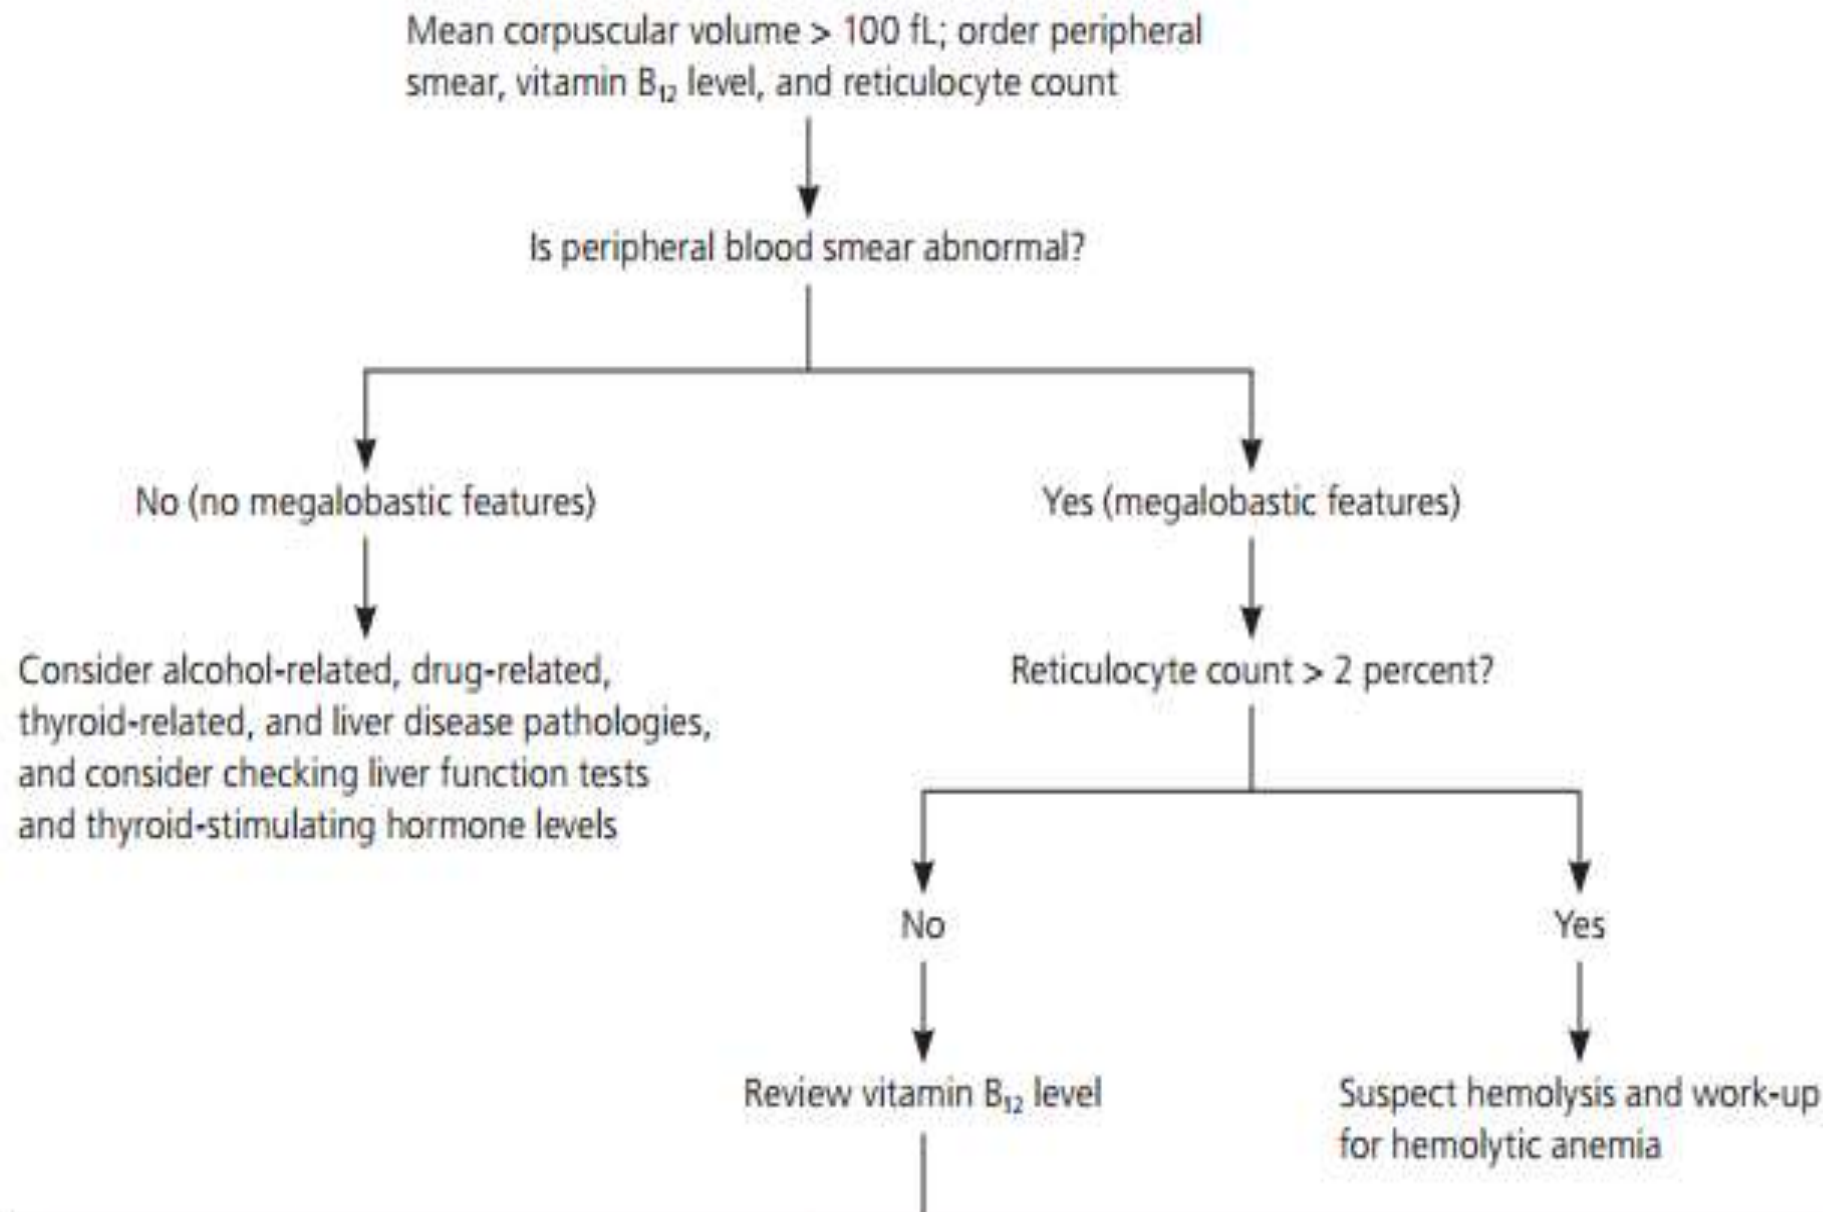 Mean corpuscular volume > 100 fL; order peripheral
smear, vitamin B₁₂ level, and reticulocyte count
Is peripheral blood smear abnormal?
No (no megalobastic features)
Yes (megalobastic features)
Consider alcohol-related, drug-related,
thyroid-related, and liver disease pathologies,
and consider checking liver function tests
and thyroid-stimulating hormone levels
Reticulocyte count > 2 percent?
No
Yes
Review vitamin B₁₂ level
Suspect hemolysis and work-up
for hemolytic anemia